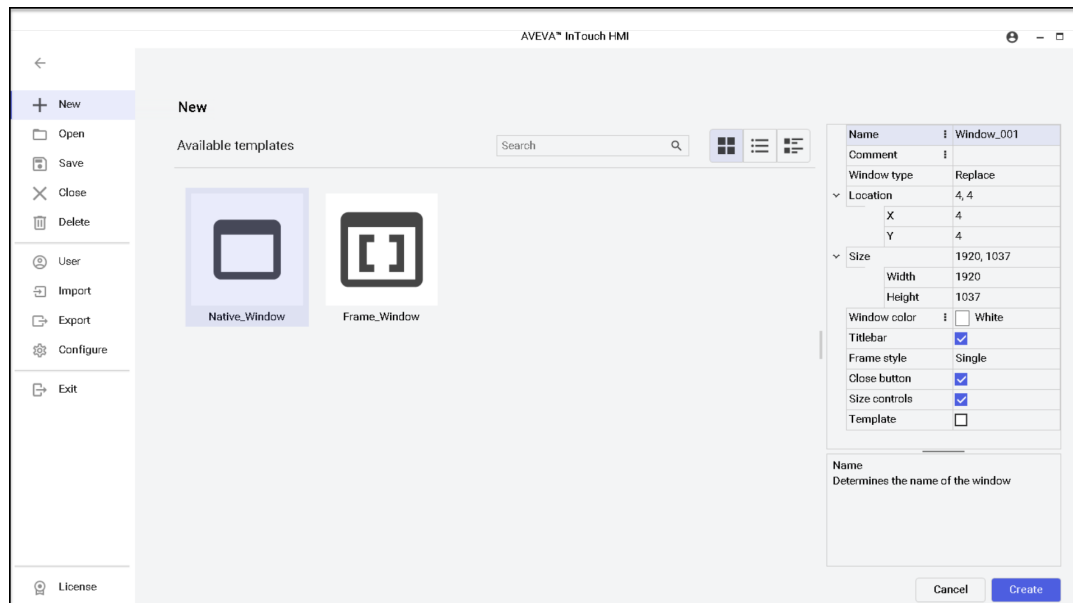 AVEVA™ InTouch HMI
New
Open
Save
Close
Delete
User
Import
Export
Configure
Exit
License
New
Available templates
Search
Native_Window
Frame_Window
Name Window_001
Comment
Window type Replace
Location 4, 4
X 4
Y 4
Size 1920, 1037
Width 1920
Height 1037
Window color White
Titlebar
Frame style Single
Close button
Size controls
Template
Name
Determines the name of the window
Cancel Create